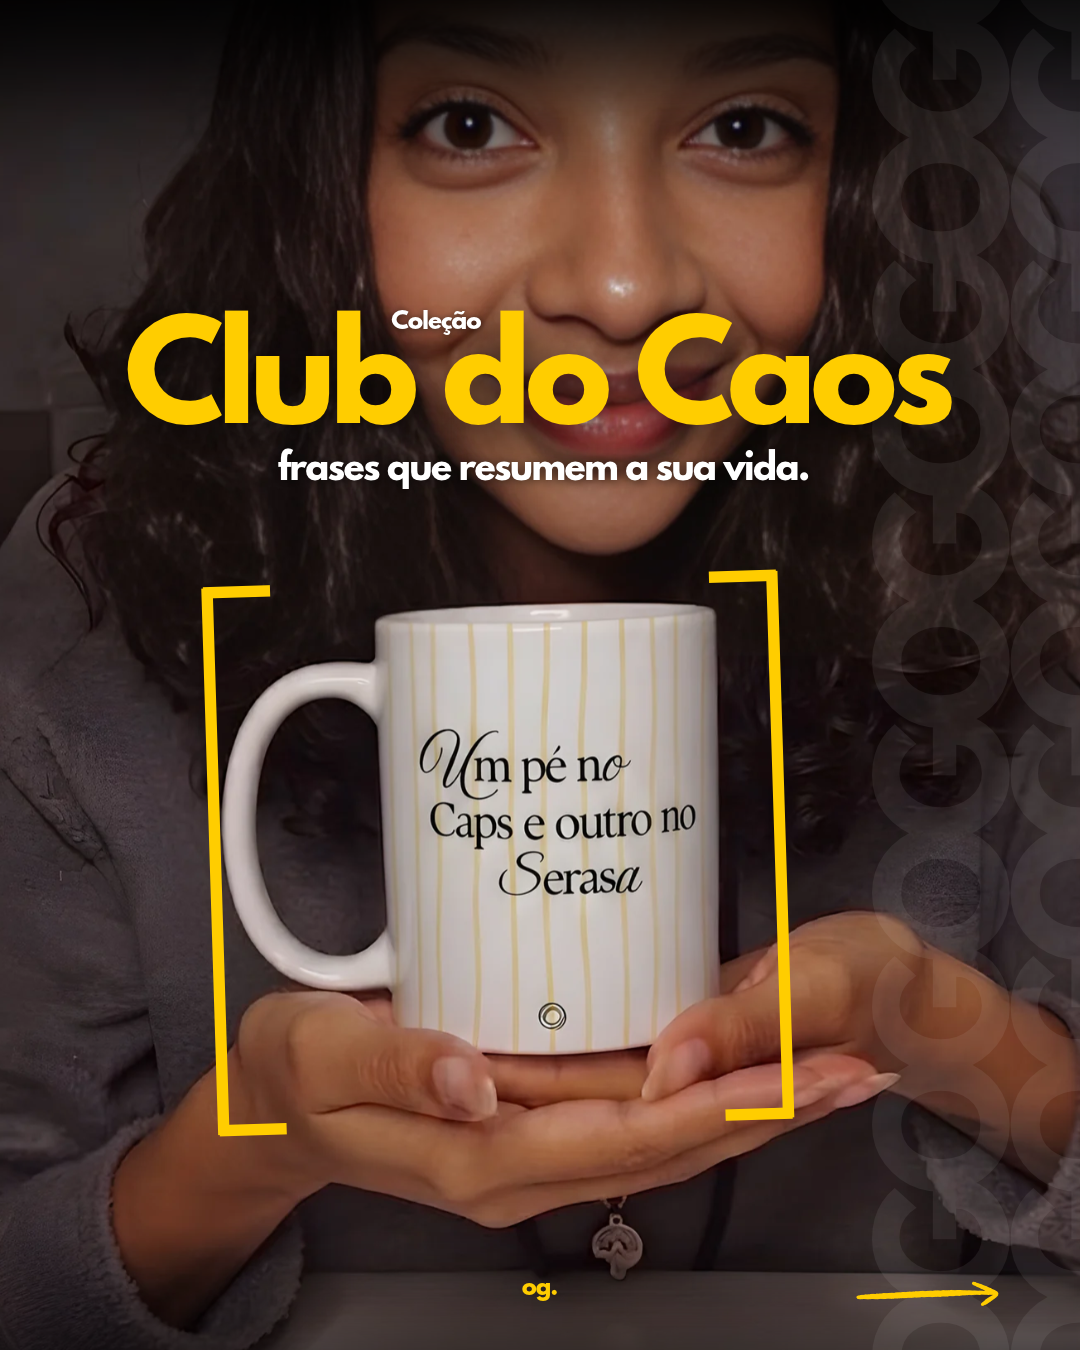 Coleção
Club do Caos
frases que resumem a sua vida.
Um pé no
Caps e outro no
Serasa
og.